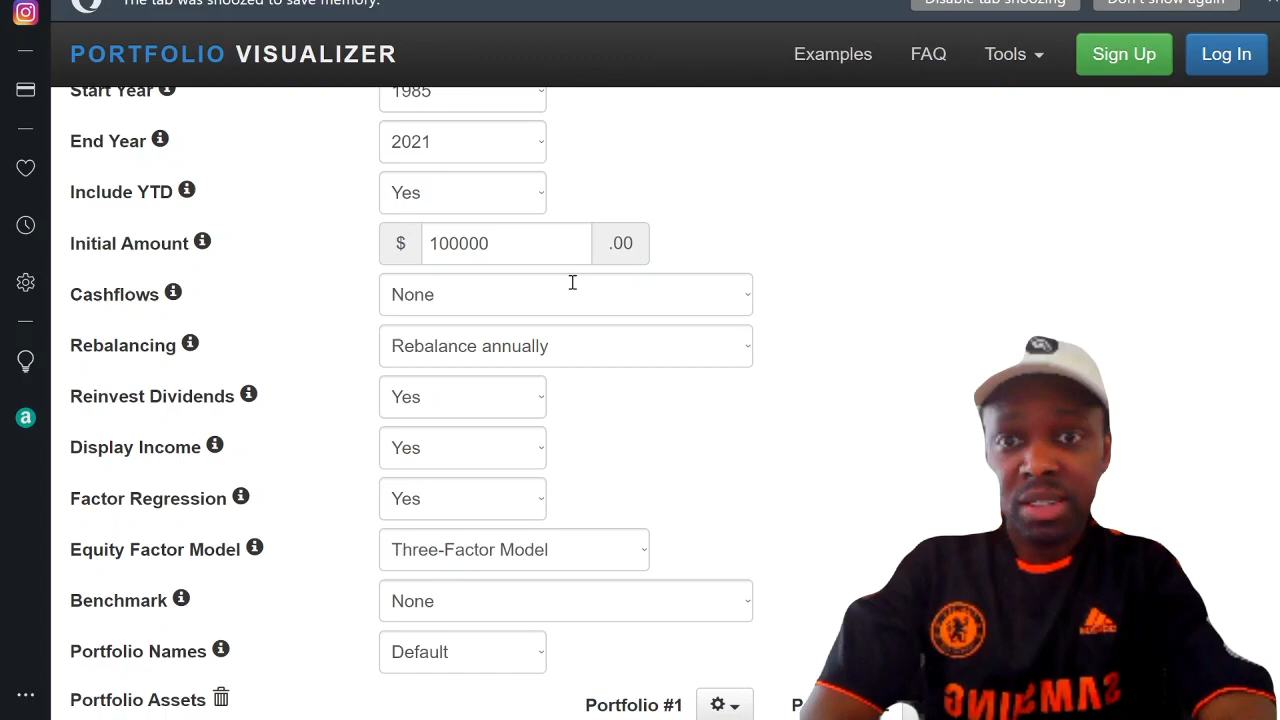 The tab was snoozed to save memory.
Disable tab snoozing
Don't show again
PORTFOLIO VISUALIZER
Examples
FAQ
Tools
Sign Up
Log In
Start Year
1985
End Year
2021
Include YTD
Yes
Initial Amount
$ 100000 .00
Cashflows
None
Rebalancing
Rebalance annually
Reinvest Dividends
Yes
Display Income
Yes
Factor Regression
Yes
Equity Factor Model
Three-Factor Model
Benchmark
None
Portfolio Names
Default
Portfolio Assets
Portfolio #1
a
SAMSUNG